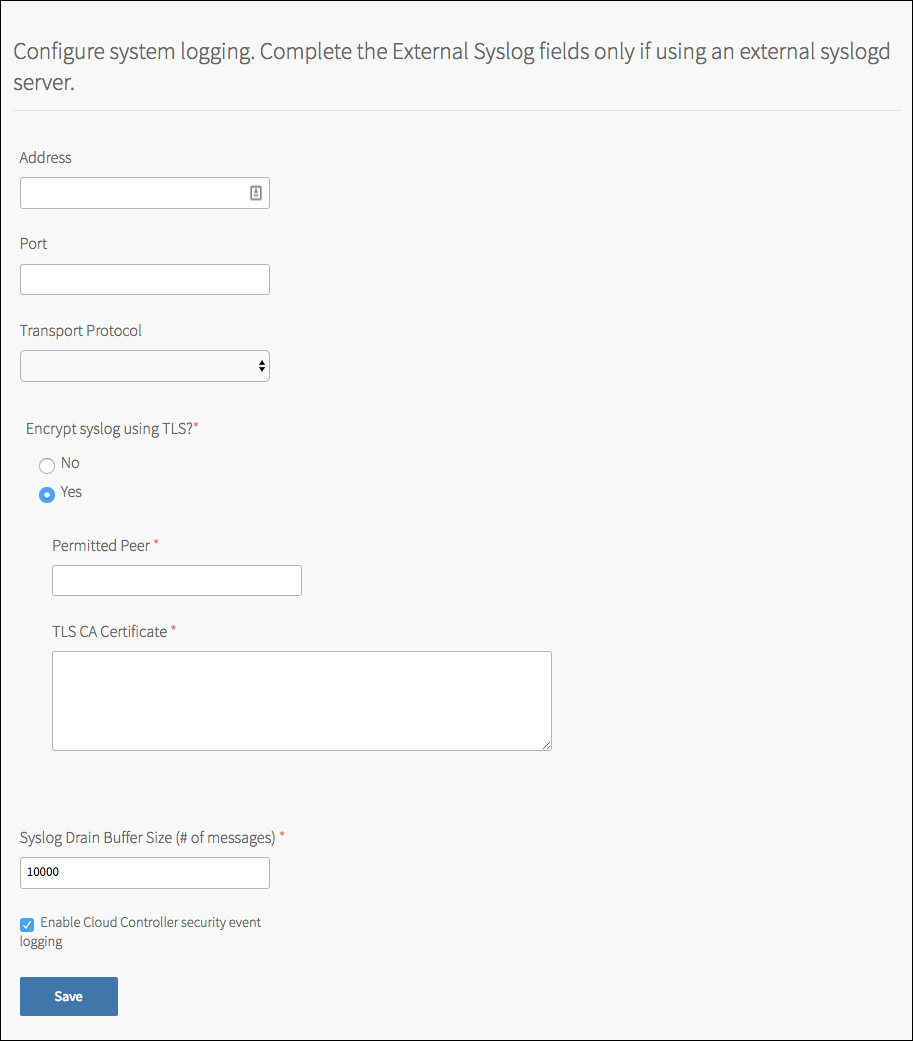 Configure system logging. Complete the External Syslog fields only if using an external syslogd
server.
Address
Port
Transport Protocol
Encrypt syslog using TLS?*
No
Yes
Permitted Peer *
TLS CA Certificate *
Syslog Drain Buffer Size (# of messages) *
10000
Enable Cloud Controller security event
logging
Save